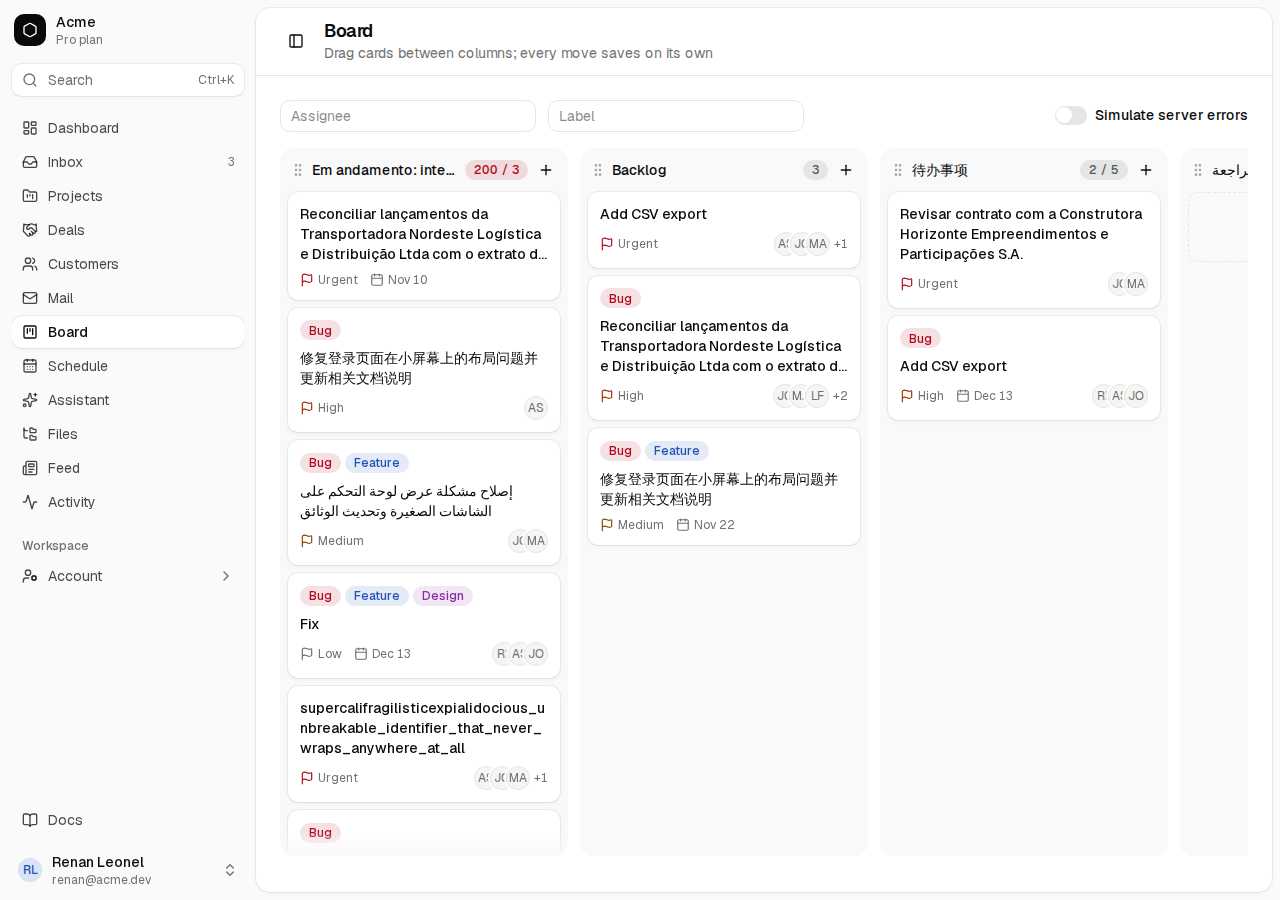 Acme
Pro plan
Search
Ctrl+K
Dashboard
Inbox
3
Projects
Deals
Customers
Mail
Board
Schedule
Assistant
Files
Feed
Activity
Workspace
Account
Docs
RL
Renan Leonel
renan@acme.dev
Board
Drag cards between columns; every move saves on its own
Assignee
Label
Simulate server errors
Em andamento: inte...
200 / 3
Reconciliar lançamentos da
Transportadora Nordeste Logística
e Distribuição Ltda com o extrato d...
Urgent
Nov 10
Bug
修复登录页面在小屏幕上的布局问题并
更新相关文档说明
High
AS
Bug
Feature
إصلاح مشكلة عرض لوحة التحكم على
الشاشات الصغيرة وتحديث الوثائق
Medium
JO
MA
Bug
Feature
Design
Fix
Low
Dec 13
AS
JO
supercalifragilisticexpialidocious_u
nbreakable_identifier_that_never_
wraps_anywhere_at_all
Urgent
AS
JO
MA
+1
Bug
Backlog
3
Add CSV export
Urgent
AS
JO
MA
+1
Bug
Reconciliar lançamentos da
Transportadora Nordeste Logística
e Distribuição Ltda com o extrato d...
High
JO
LF
+2
Bug
Feature
修复登录页面在小屏幕上的布局问题并
更新相关文档说明
Medium
Nov 22
待办事项
2 / 5
Revisar contrato com a Construtora
Horizonte Empreendimentos e
Participações S.A.
Urgent
JO
MA
Bug
Add CSV export
High
Dec 13
AS
JO